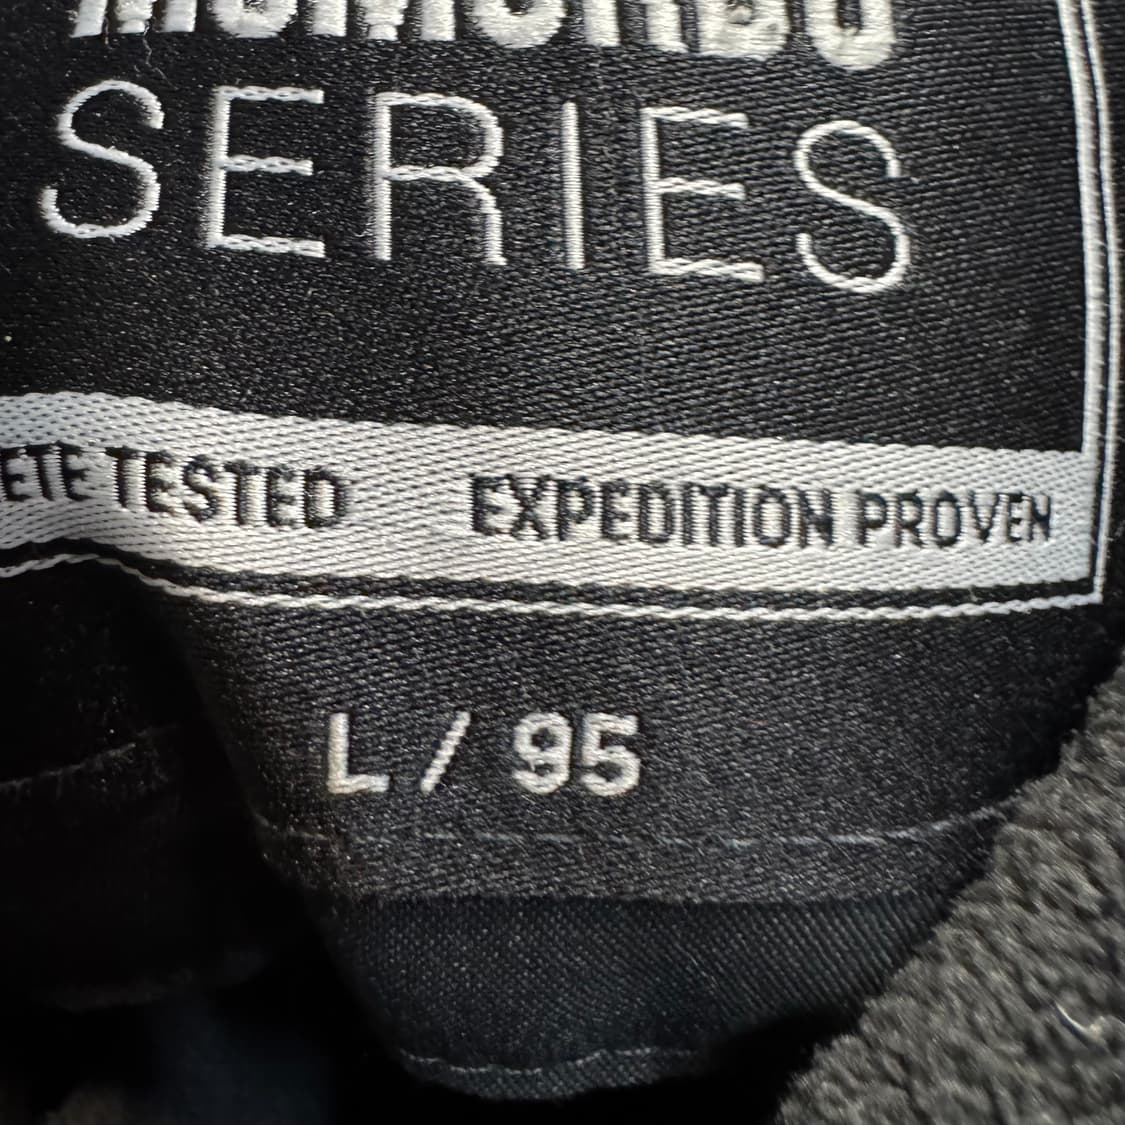 SERIES
TESTED EXPEDITION PROVEN
L / 95